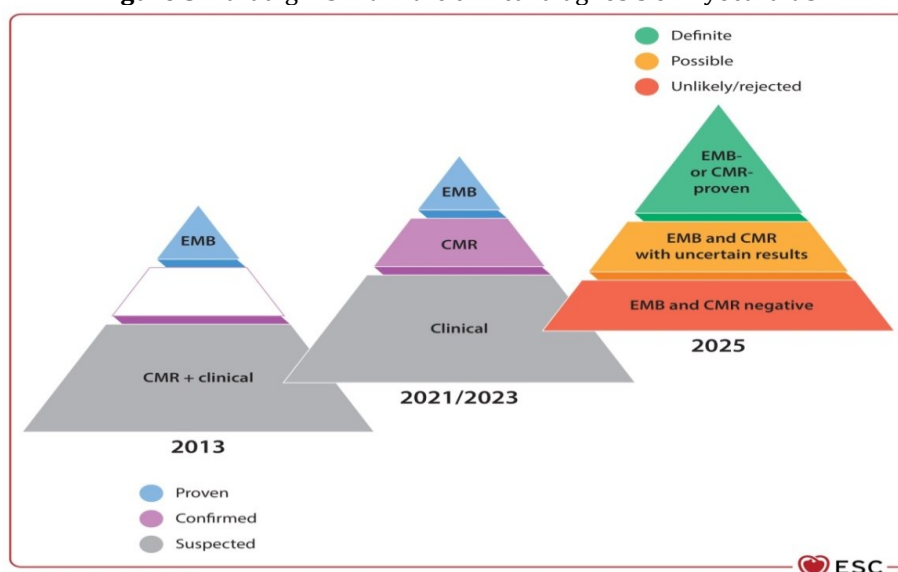 Definite
Possible
Unlikely/rejected
EMB-
or CMR-
proven
EMB and CMR
with uncertain results
EMB and CMR negative
2025
EMB
CMR
Clinical
2021/2023
EMB
CMR + clinical
2013
Proven
Confirmed
Suspected
ESC